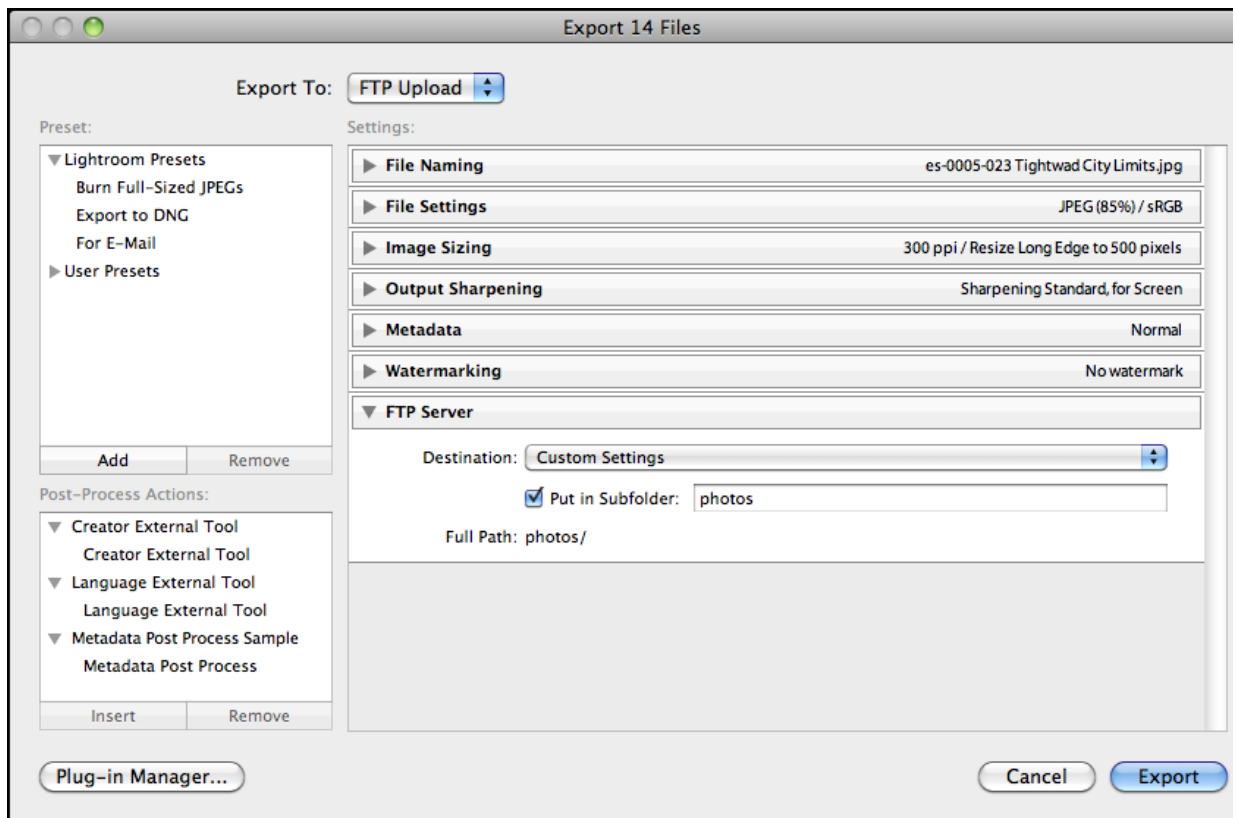 Export 14 Files
Export To: FTP Upload
Preset:
Lightroom Presets
Burn Full-Sized JPEGs
Export to DNG
For E-Mail
User Presets
Add Remove
Post-Process Actions:
Creator External Tool
Creator External Tool
Language External Tool
Language External Tool
Metadata Post Process Sample
Metadata Post Process
Insert Remove
Settings:
File Naming es-0005-023 Tightwad City Limits.jpg
File Settings JPEG (85%) / sRGB
Image Sizing 300 ppi / Resize Long Edge to 500 pixels
Output Sharpening Sharpening Standard, for Screen
Metadata Normal
Watermarking No watermark
FTP Server
Destination: Custom Settings
Put in Subfolder: photos
Full Path: photos/
Plug-in Manager... Cancel Export